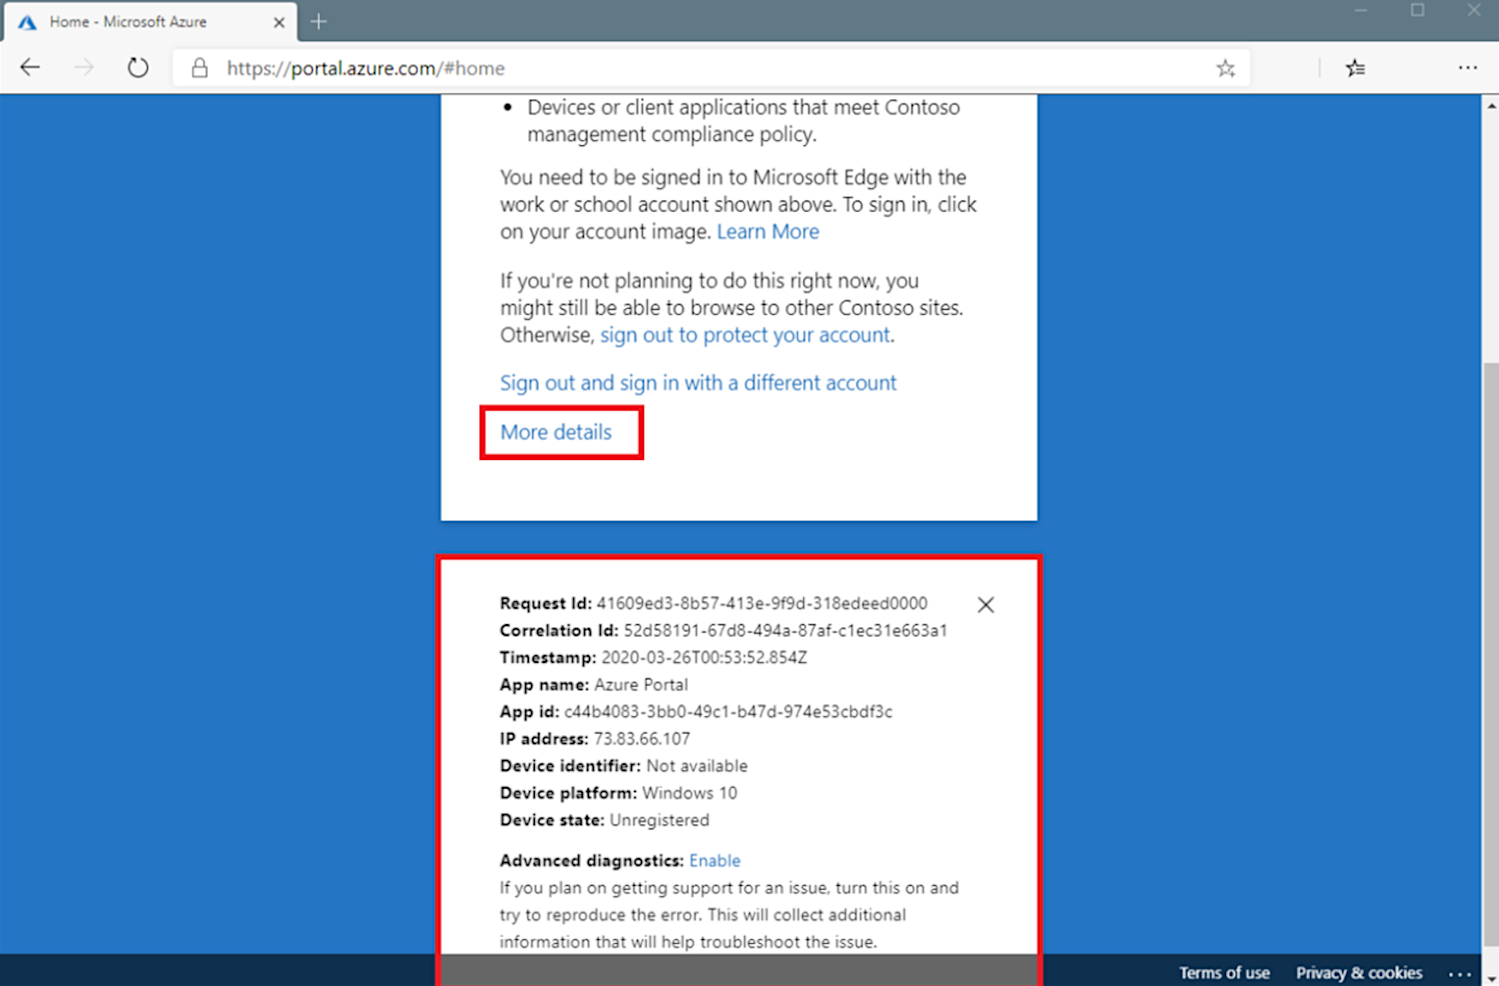 Home - Microsoft Azure
https://portal.azure.com/#home
• Devices or client applications that meet Contoso
management compliance policy.
You need to be signed in to Microsoft Edge with the
work or school account shown above. To sign in, click
on your account image. Learn More
If you're not planning to do this right now, you
might still be able to browse to other Contoso sites.
Otherwise, sign out to protect your account.
Sign out and sign in with a different account
More details
Request Id: 41609ed3-8b57-413e-9f9d-318edeed0000
Correlation Id: 52d58191-67d8-494a-87af-c1ec31e663a1
Timestamp: 2020-03-26T00:53:52.854Z
App name: Azure Portal
App id: c44b4083-3bb0-49c1-b47d-974e53cbdf3c
IP address: 73.83.66.107
Device identifier: Not available
Device platform: Windows 10
Device state: Unregistered
Advanced diagnostics: Enable
If you plan on getting support for an issue, turn this on and
try to reproduce the error. This will collect additional
information that will help troubleshoot the issue.
Terms of use Privacy & cookies ...